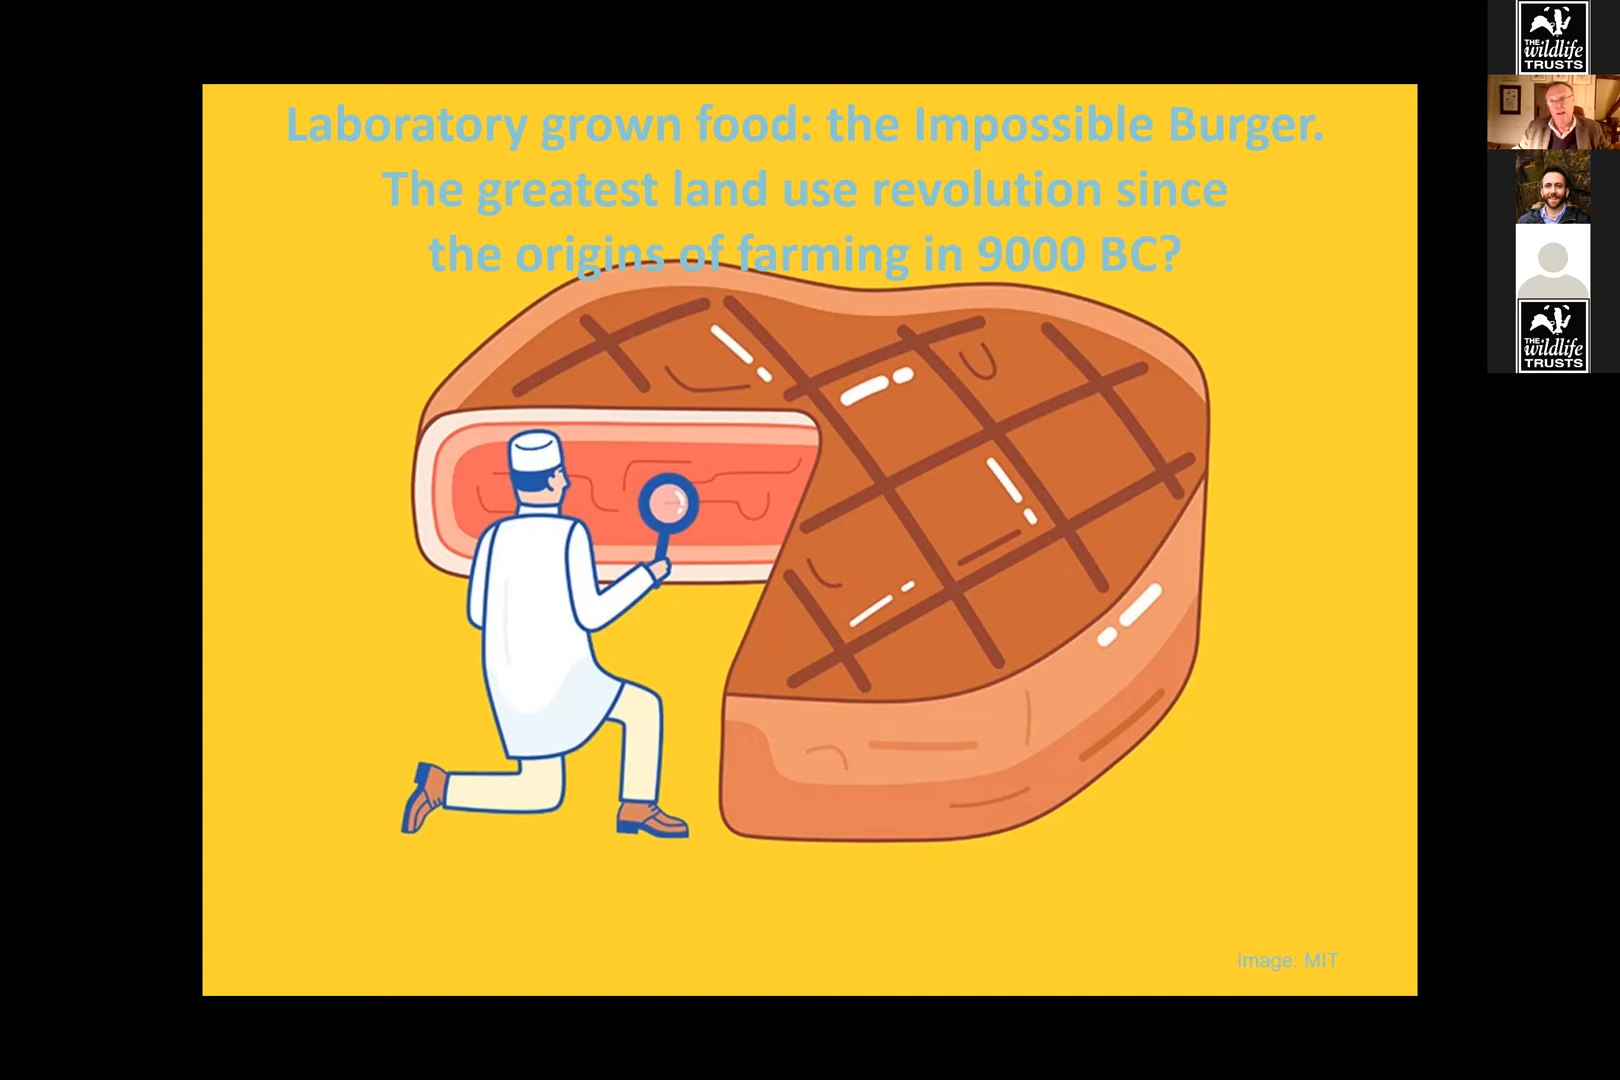 Laboratory grown food: the Impossible Burger.
The greatest land use revolution since
the origins of farming in 9000 BC?
Image: MIT
THE
wildlife
TRUSTS
THE
wildlife
TRUSTS